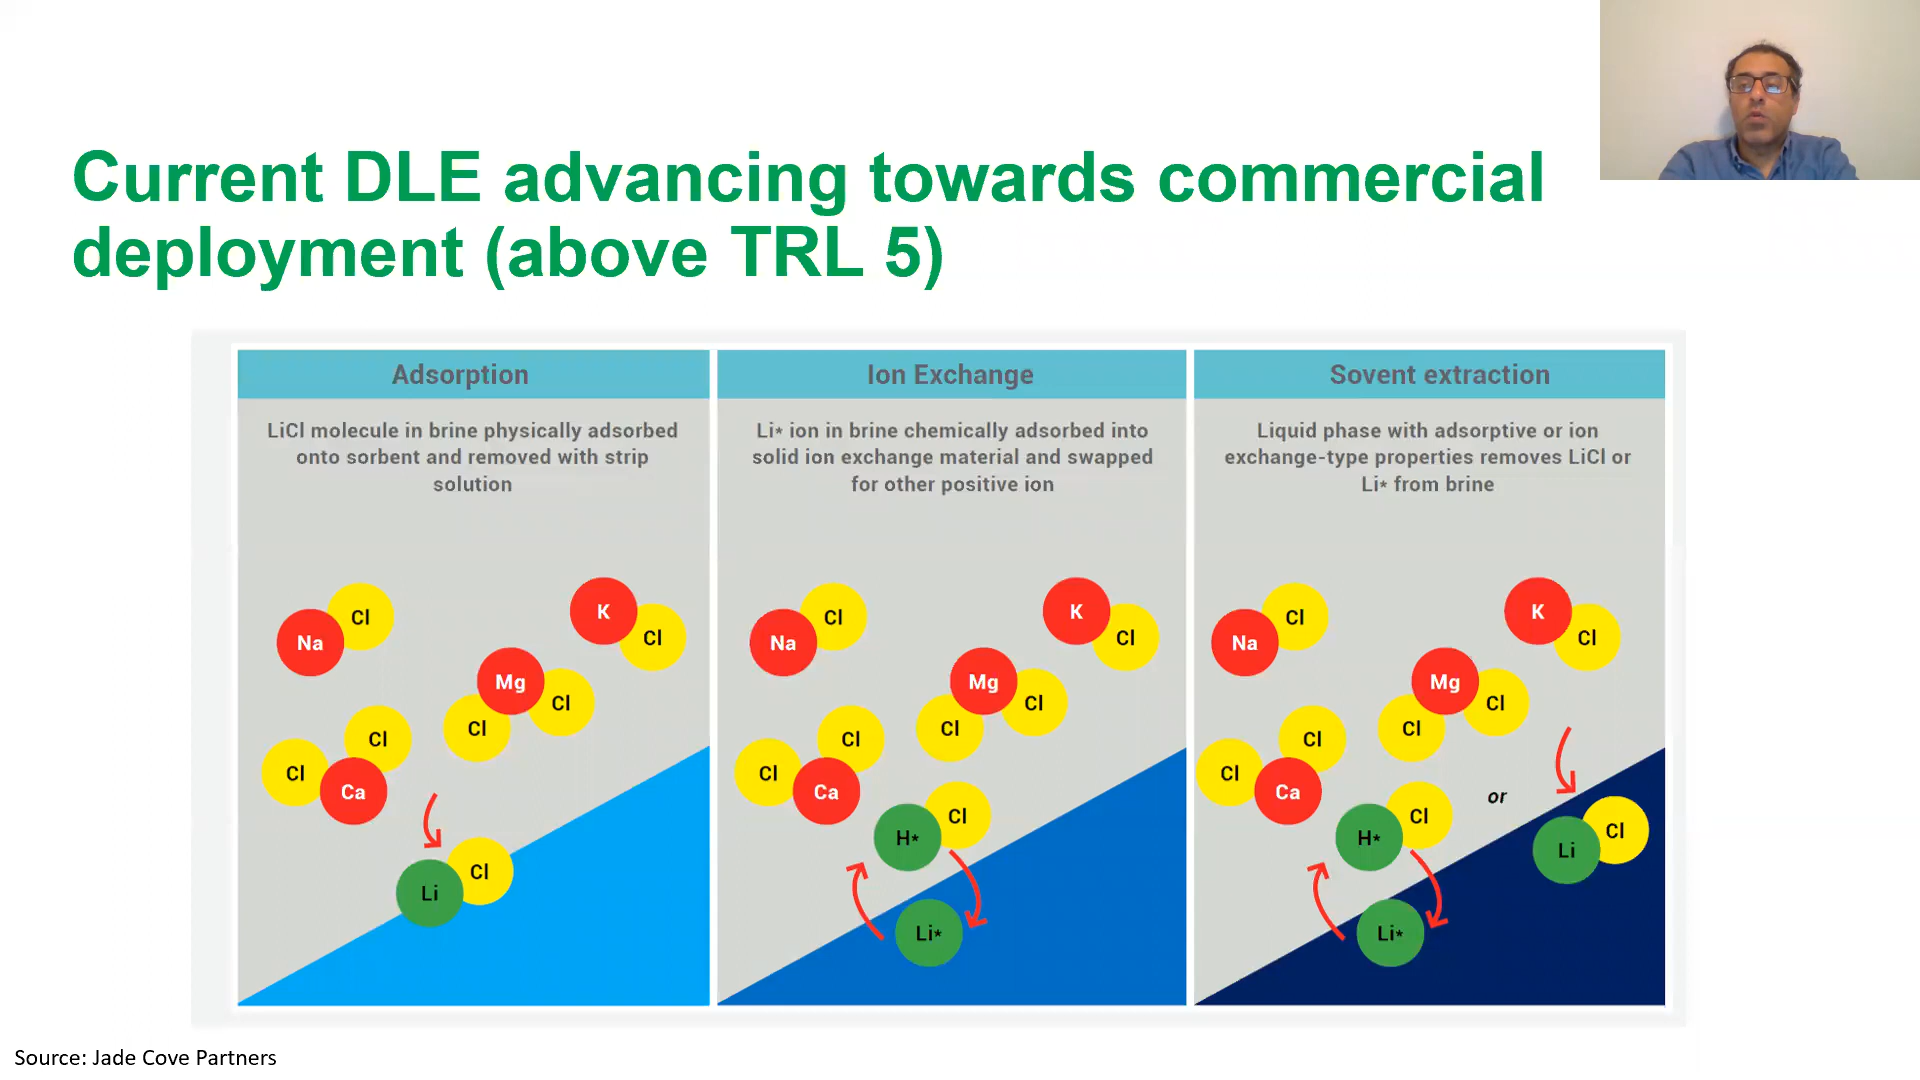 Current DLE advancing towards commercial
deployment (above TRL 5)
Adsorption
LiCl molecule in brine physically adsorbed
onto sorbent and removed with strip
solution
Na
Cl
K
Cl
Mg
Cl
Cl
Cl
Cl
Ca
Li
Cl
Ion Exchange
Li* ion in brine chemically adsorbed into
solid ion exchange material and swapped
for other positive ion
Na
Cl
K
Cl
Mg
Cl
Cl
Cl
Cl
Ca
H*
Cl
Li*
Sovent extraction
Liquid phase with adsorptive or ion
exchange-type properties removes LiCl or
Li* from brine
Na
Cl
K
Cl
Mg
Cl
Cl
Cl
Cl
Ca
H*
Cl
or
Li
Cl
Li*
Source: Jade Cove Partners